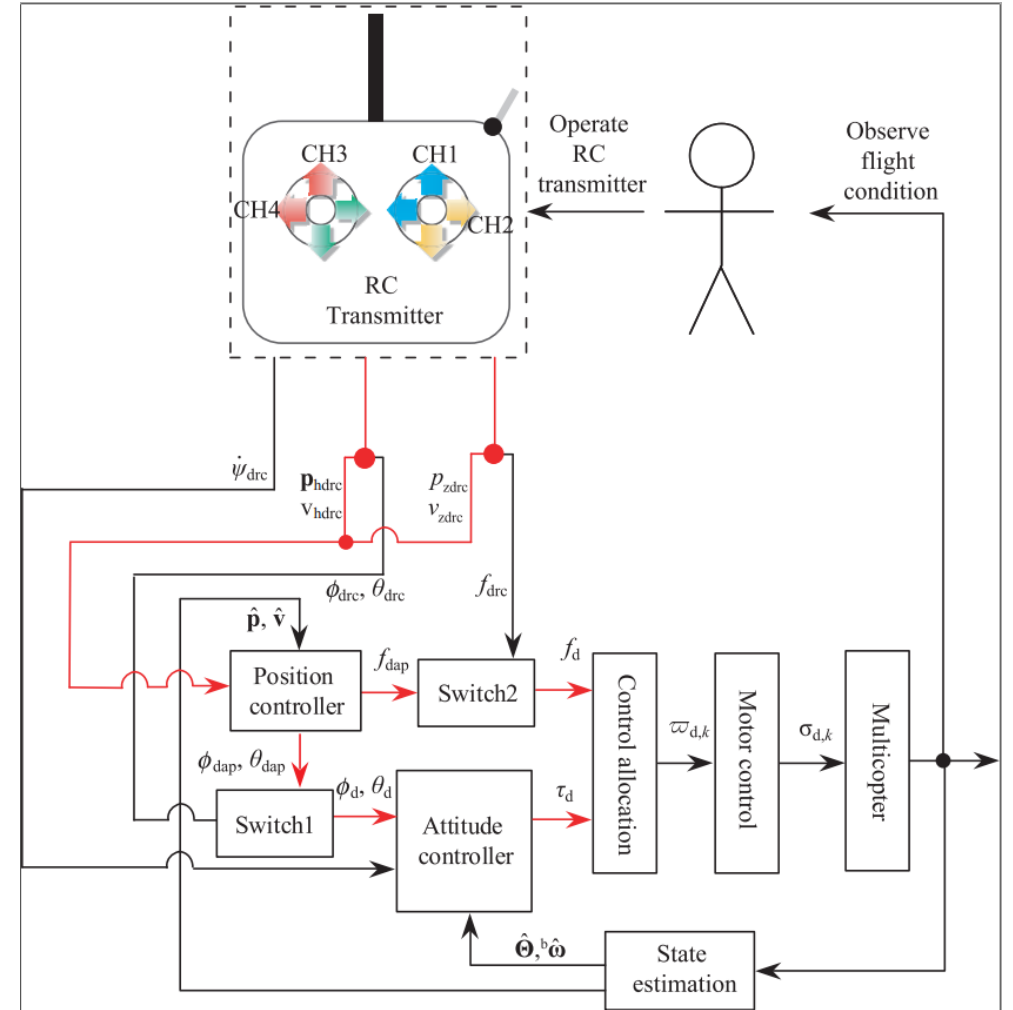 Operate
RC
transmitter
Observe
flight
condition
CH3
CH1
CH4
CH2
RC
Transmitter
ψ̇drc
phdrc
vhdrc
pzdrc
vzdrc
ϕdrc, θdrc
fdrc
p̂, v̂
Position
controller
fdap
Switch2
fd
Control allocation
ϖd,k
Motor control
σd,k
Multicopter
ϕdap, θdap
Switch1
ϕd, θd
Attitude
controller
τd
Θ̂,ᵇω̂
State
estimation